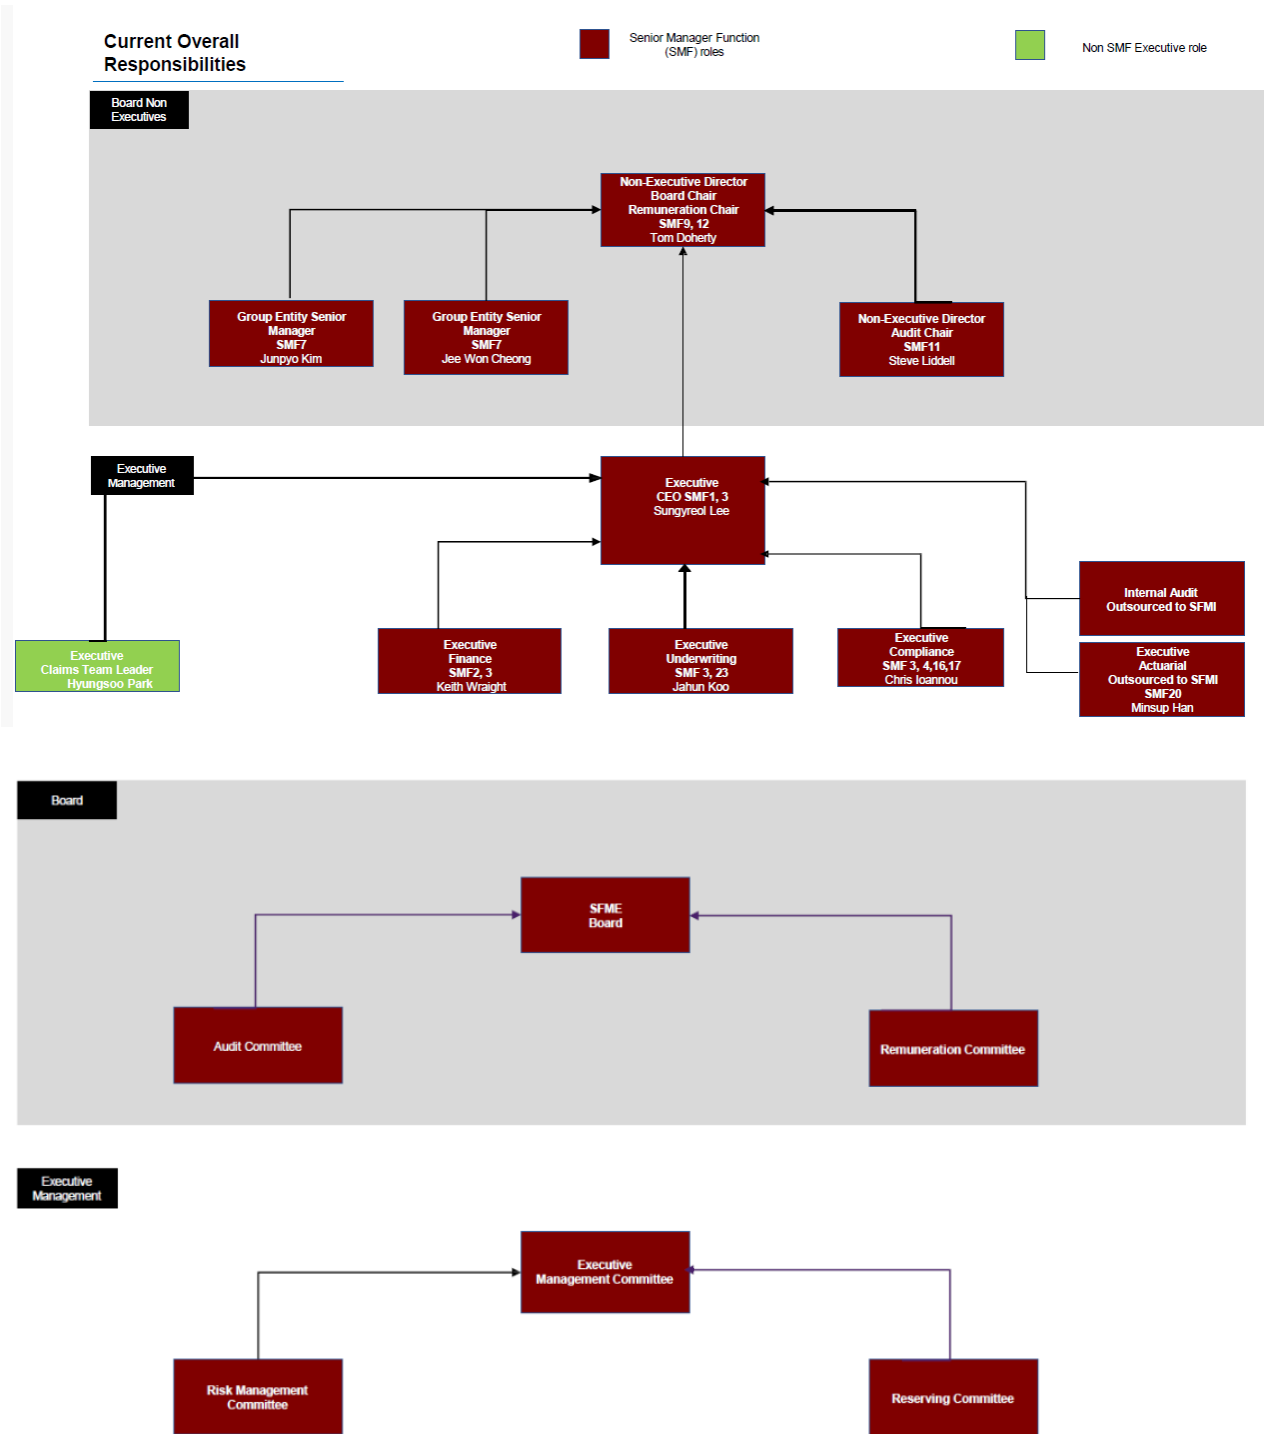 Current Overall
Responsibilities
Senior Manager Function
(SMF) roles
Non SMF Executive role
Board Non
Executives
Non-Executive Director
Board Chair
Remuneration Chair
SMF9, 12
Tom Doherty
Group Entity Senior
Manager
SMF7
Junpyo Kim
Group Entity Senior
Manager
SMF7
Jee Won Cheong
Non-Executive Director
Audit Chair
SMF11
Steve Liddell
Executive
Management
Executive
CEO SMF1, 3
Sungyreol Lee
Executive
Claims Team Leader
Hyungsoo Park
Executive
Finance
SMF2, 3
Keith Wraight
Executive
Underwriting
SMF 3, 23
Jahun Koo
Executive
Compliance
SMF 3, 4,16,17
Chris Ioannou
Internal Audit
Outsourced to SFMI
Executive
Actuarial
Outsourced to SFMI
SMF20
Minsup Han
Board
SFME
Board
Audit Committee
Remuneration Committee
Executive
Management
Executive
Management Committee
Risk Management
Committee
Reserving Committee